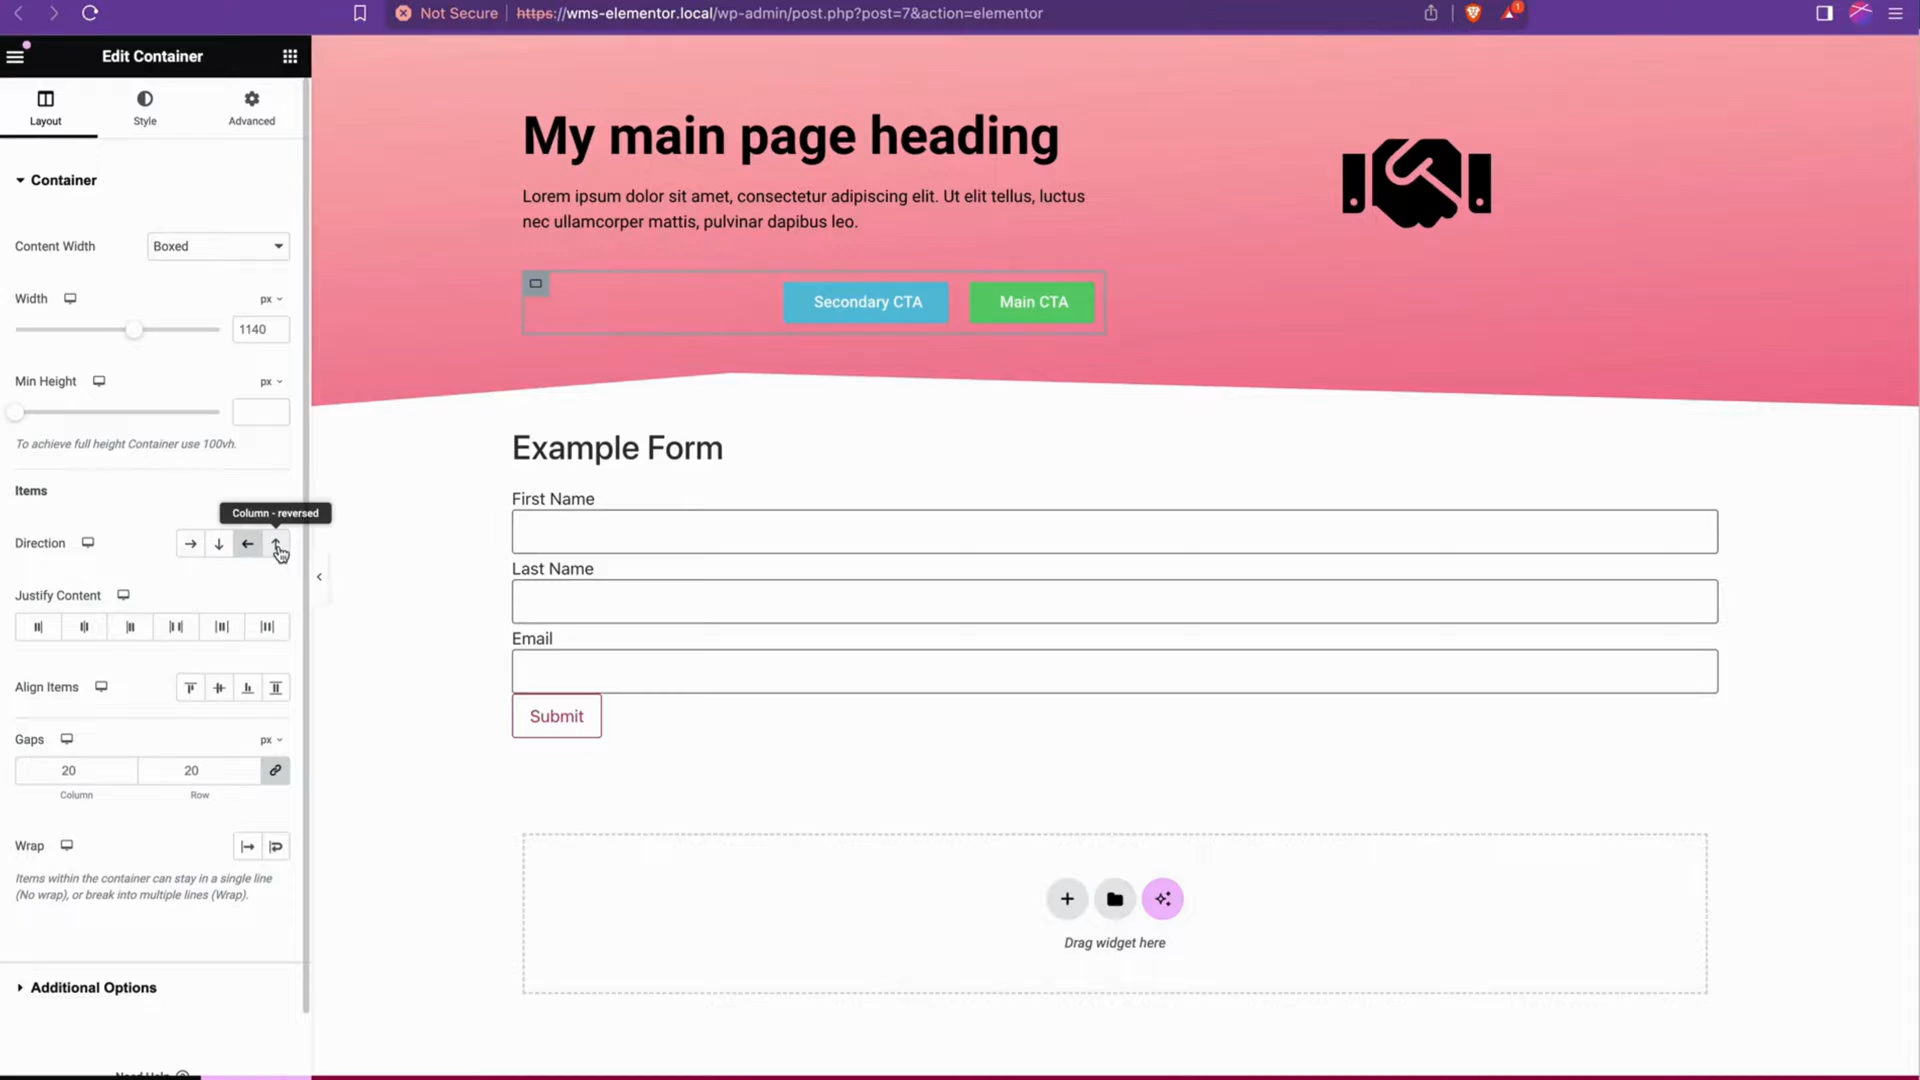 Not Secure
https://wms-elementor.local/wp-admin/post.php?post=7&action=elementor
1
Edit Container
Layout
Style
Advanced
Container
Content Width
Boxed
Width
px
1140
Min Height
px
To achieve full height Container use 100vh.
Items
Column - reversed
Direction
Justify Content
Align Items
Gaps
px
20
20
Column
Row
Wrap
Items within the container can stay in a single line
(No wrap), or break into multiple lines (Wrap).
Additional Options
Need Help
My main page heading
Lorem ipsum dolor sit amet, consectetur adipiscing elit. Ut elit tellus, luctus
nec ullamcorper mattis, pulvinar dapibus leo.
Secondary CTA
Main CTA
Example Form
First Name
Last Name
Email
Submit
Drag widget here